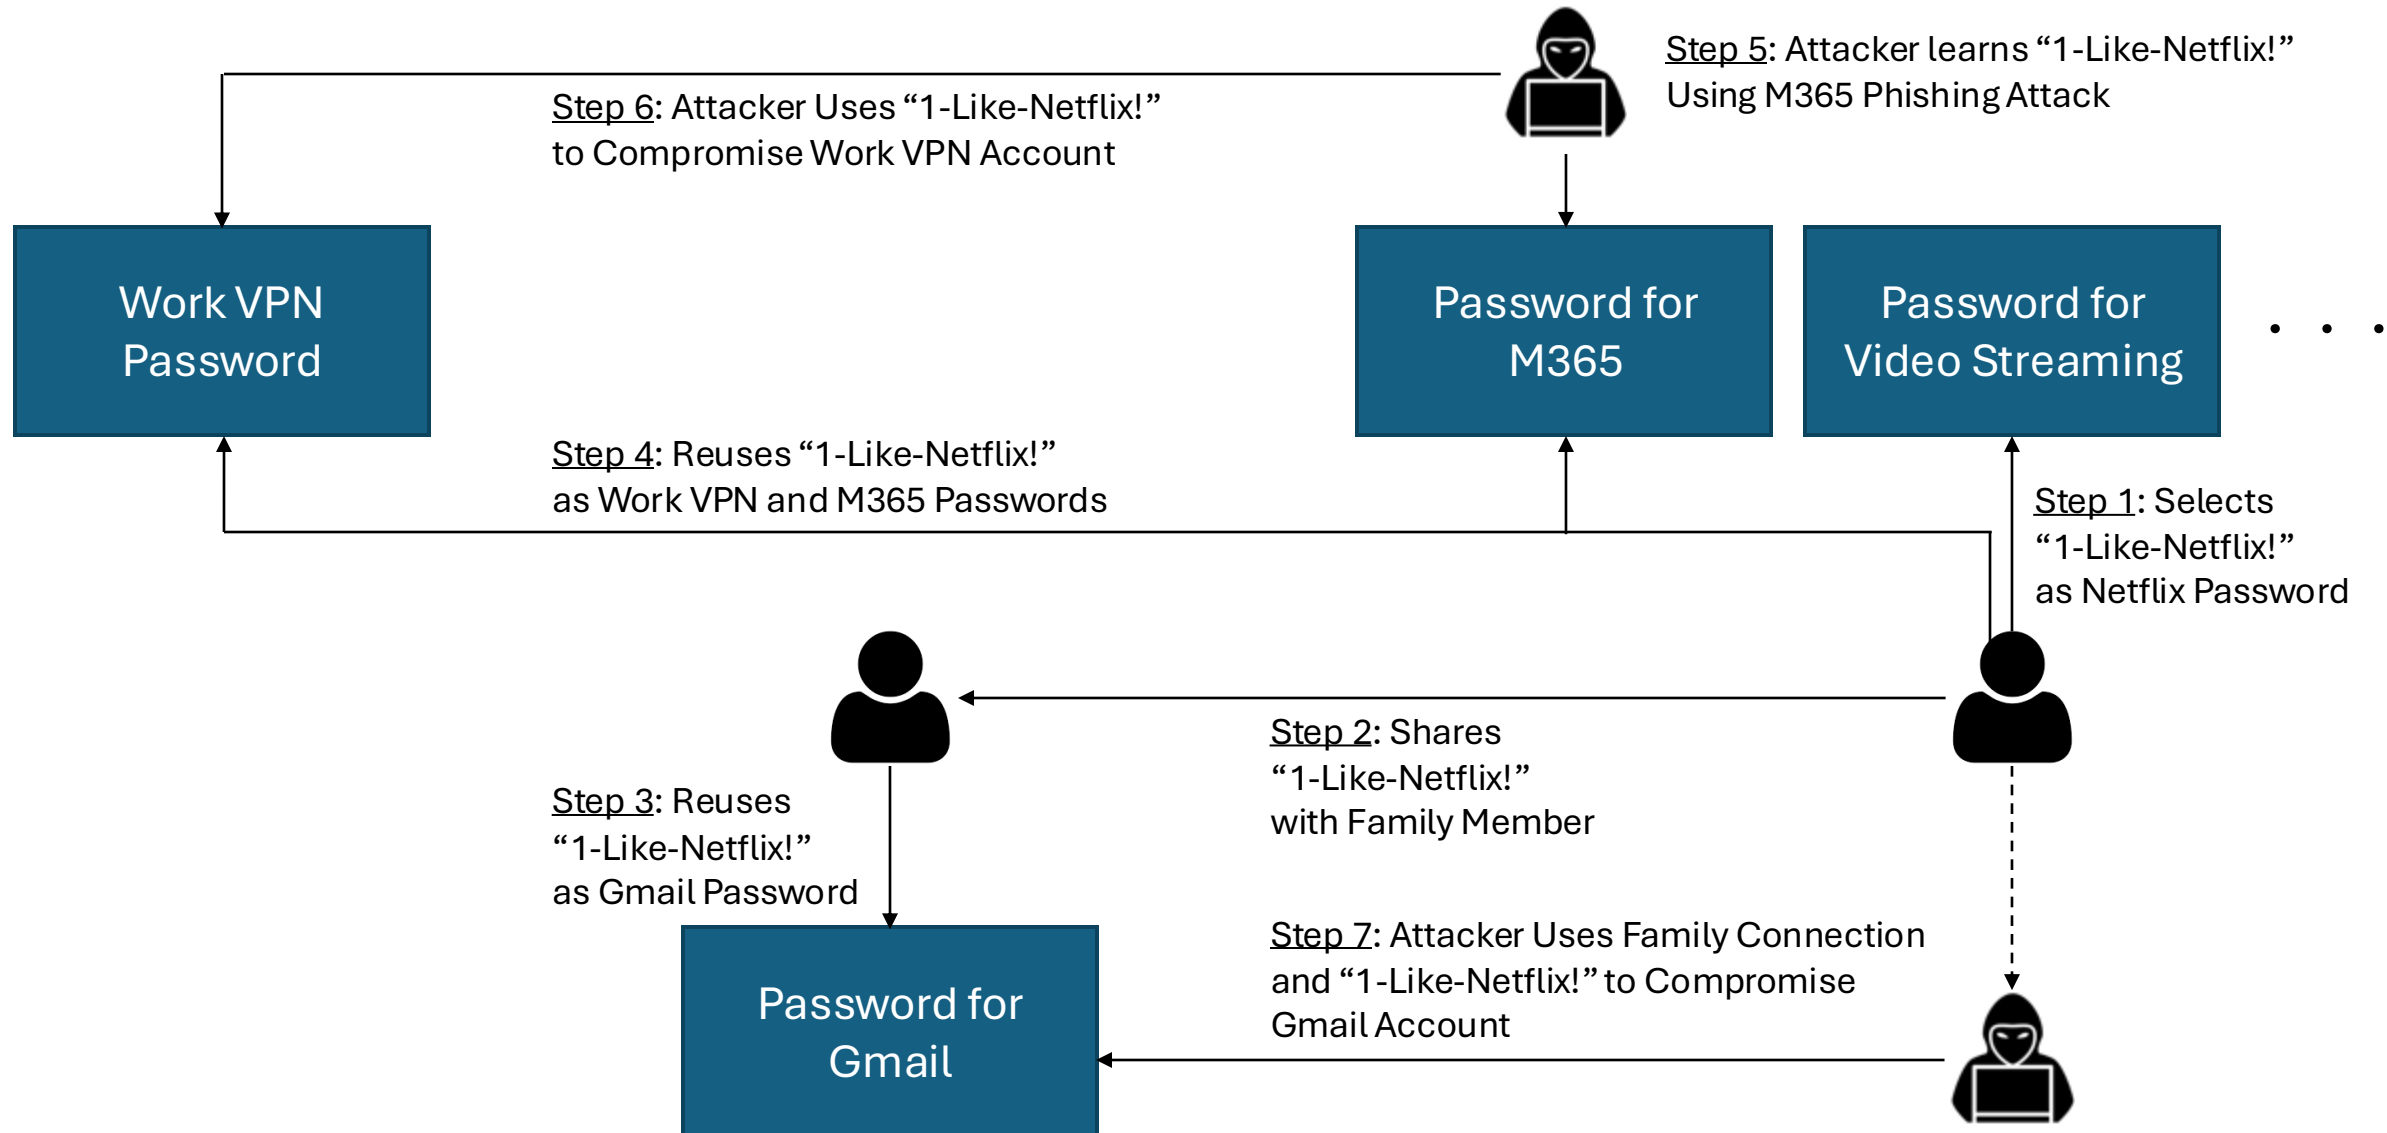 Step 5: Attacker learns “1-Like-Netflix!”
Using M365 Phishing Attack
Step 6: Attacker Uses “1-Like-Netflix!”
to Compromise Work VPN Account
Work VPN
Password
Password for
M365
Password for
Video Streaming
. . .
Step 4: Reuses “1-Like-Netflix!”
as Work VPN and M365 Passwords
Step 1: Selects
“1-Like-Netflix!”
as Netflix Password
Step 2: Shares
“1-Like-Netflix!”
with Family Member
Step 3: Reuses
“1-Like-Netflix!”
as Gmail Password
Step 7: Attacker Uses Family Connection
and “1-Like-Netflix!” to Compromise
Gmail Account
Password for
Gmail